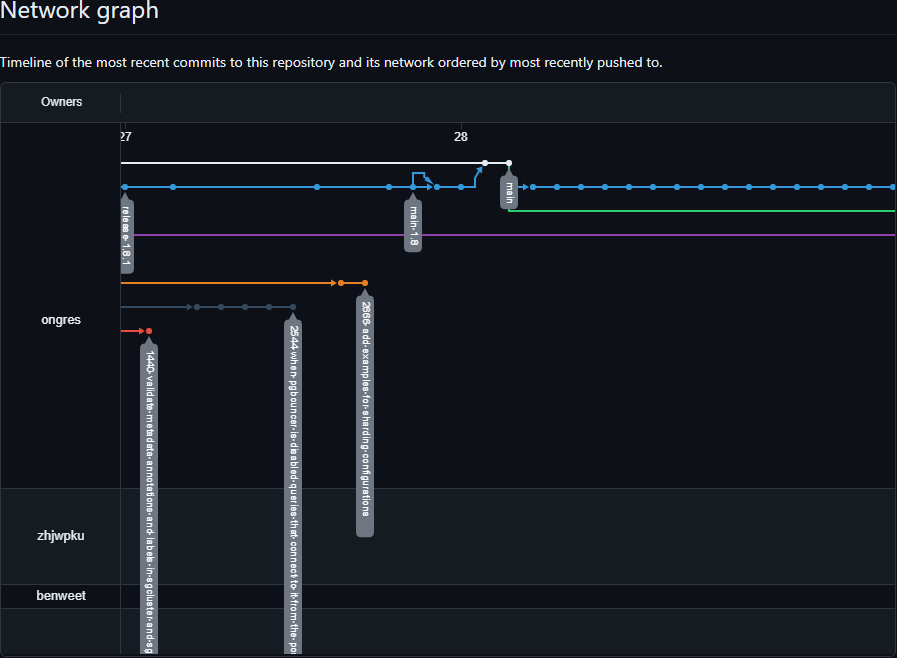 Network graph
Timeline of the most recent commits to this repository and its network ordered by most recently pushed to.
Owners
27
28
main
release-1.8.1
main-1.8
ongres
2666-add-examples-for-sharding-configurations
2544-when-pgbouncer-is-disabled-queries-that-connect-to-it-from-the-po
1440-validate-metadata-annotations-and-labels-in-sgcluster-and-sg
zhjwpku
benweet